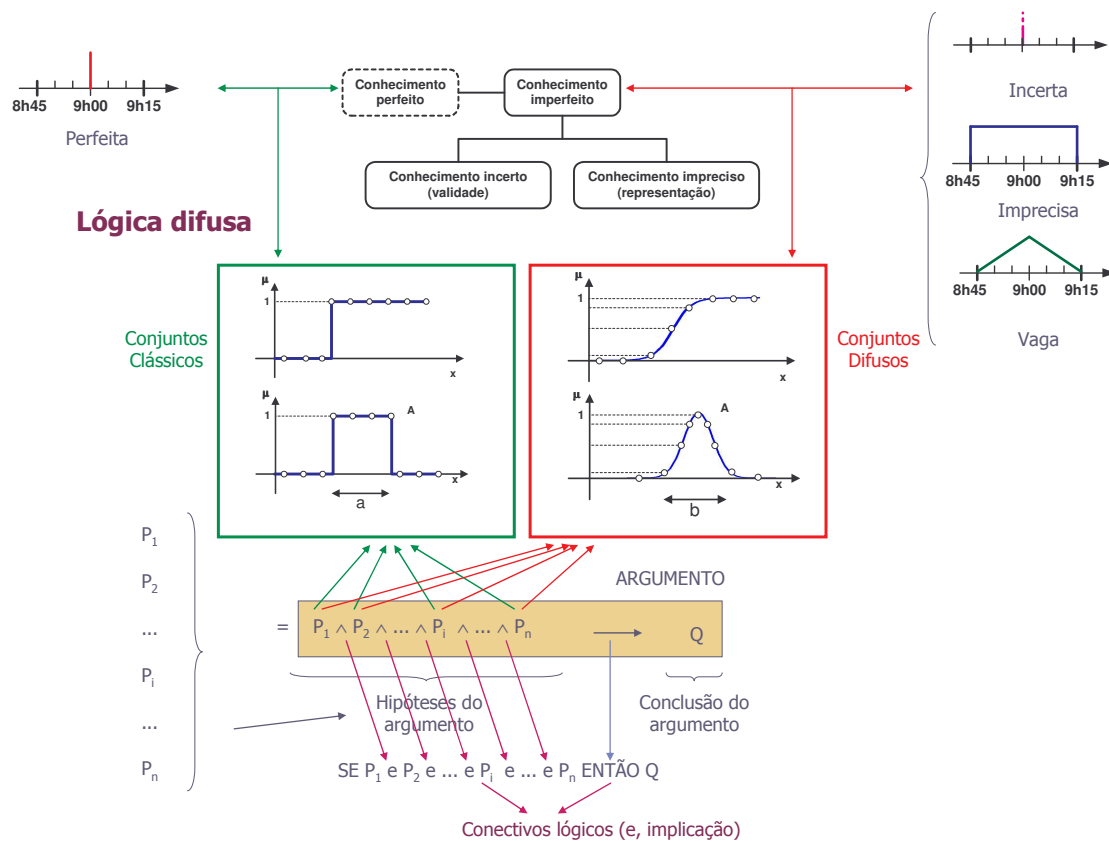 8h45 9h00 9h15
Perfeita
Conhecimento
perfeito
Conhecimento
imperfeito
Conhecimento incerto
(validade)
Conhecimento impreciso
(representação)
Incerta
8h45 9h00 9h15
Imprecisa
8h45 9h00 9h15
Vaga
Lógica difusa
Conjuntos
Clássicos
μ
1
x
μ
1
A
x
a
μ
1
x
μ
1
A
x
b
Conjuntos
Difusos
P1
P2
...
Pi
...
Pn
ARGUMENTO
= P1 ∧ P2 ∧ ... ∧ Pi ∧ ... ∧ Pn Q
Hipóteses do
argumento
Conclusão do
argumento
SE P1 e P2 e ... e Pi e ... e Pn ENTÃO Q
Conectivos lógicos (e, implicação)